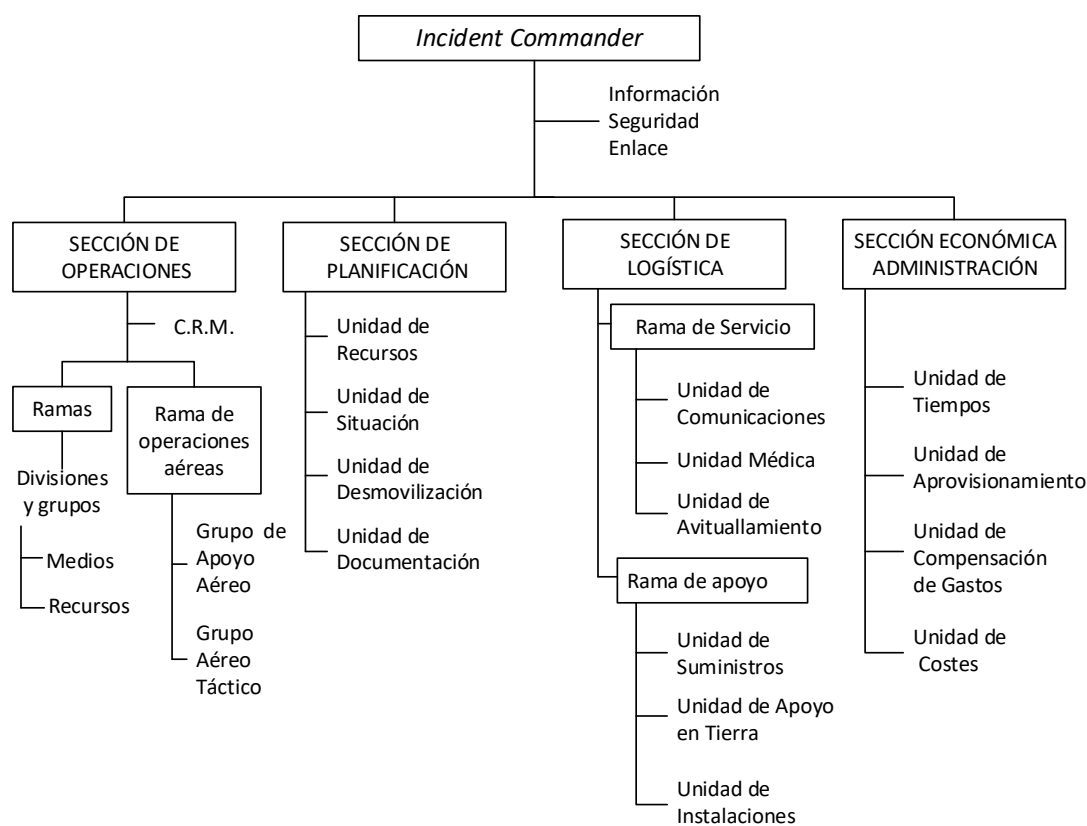 Incident Commander
Información
Seguridad
Enlace
SECCIÓN DE
OPERACIONES
C.R.M.
Ramas
Divisiones
y grupos
Medios
Recursos
Rama de
operaciones
aéreas
Grupo de
Apoyo
Aéreo
Grupo
Aéreo
Táctico
SECCIÓN DE
PLANIFICACIÓN
Unidad de
Recursos
Unidad de
Situación
Unidad de
Desmovilización
Unidad de
Documentación
SECCIÓN DE
LOGÍSTICA
Rama de Servicio
Unidad de
Comunicaciones
Unidad Médica
Unidad de
Avituallamiento
Rama de apoyo
Unidad de
Suministros
Unidad de Apoyo
en Tierra
Unidad de
Instalaciones
SECCIÓN ECONÓMICA
ADMINISTRACIÓN
Unidad de
Tiempos
Unidad de
Aprovisionamiento
Unidad de
Compensación
de Gastos
Unidad de
Costes